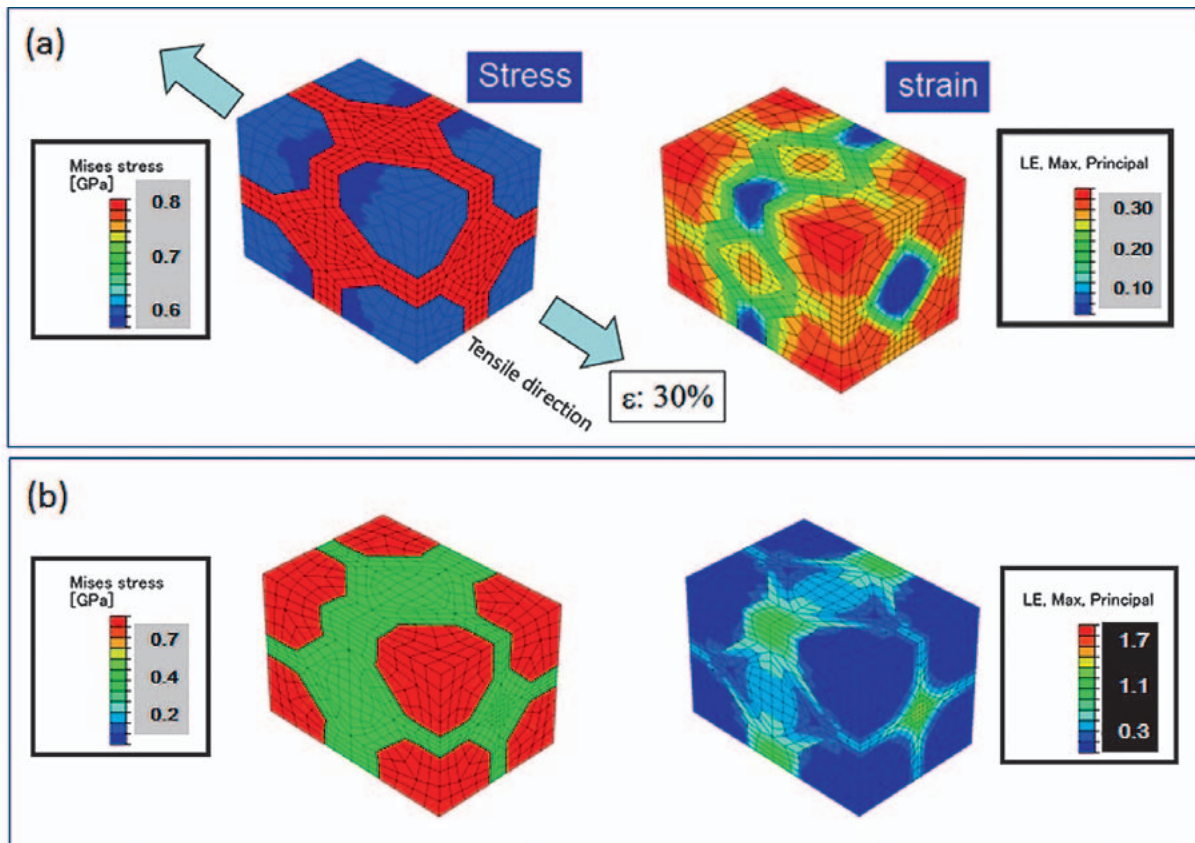 (a)
Stress
strain
Mises stress
[GPa]
0.8
0.7
0.6
LE, Max, Principal
0.30
0.20
0.10
Tensile direction
ε: 30%
(b)
Mises stress
[GPa]
0.7
0.4
0.2
LE, Max, Principal
1.7
1.1
0.3